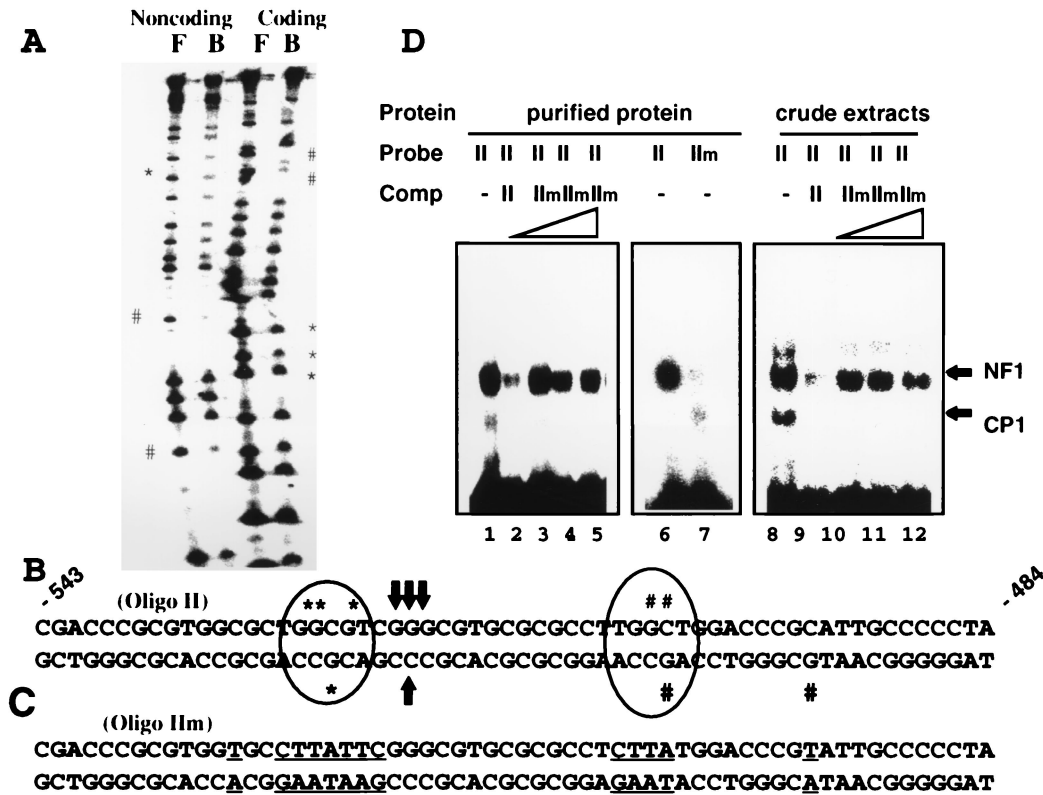 A
Noncoding Coding
F B F B
#
* #
#
*
*
*
#
D
Protein purified protein crude extracts
Probe II II II II II II IIm II II II II II
Comp - II IIm IIm IIm - - - II IIm IIm IIm
NF1
CP1
1 2 3 4 5 6 7 8 9 10 11 12
B
-543 -484
(Oligo II)
** * ##
CGACCCGCGTGGCGCTGGCGTCGGGCGTGCGCGCCTTGGCTGGACCCGCATTGCCCCCTA
GCTGGGCGCACCGCGACCGCAGCCCGCACGCGCGGAACCGACCTGGGCGTAACGGGGGAT
* # #
C
(Oligo IIm)
CGACCCGCGTGGTGCCTTATTCGGGCGTGCGCGCCTCTTATGGACCCGTATTGCCCCCTA
GCTGGGCGCACCACGGAATAAGCCCGCACGCGCGGAGAATACCTGGGCATAACGGGGGAT